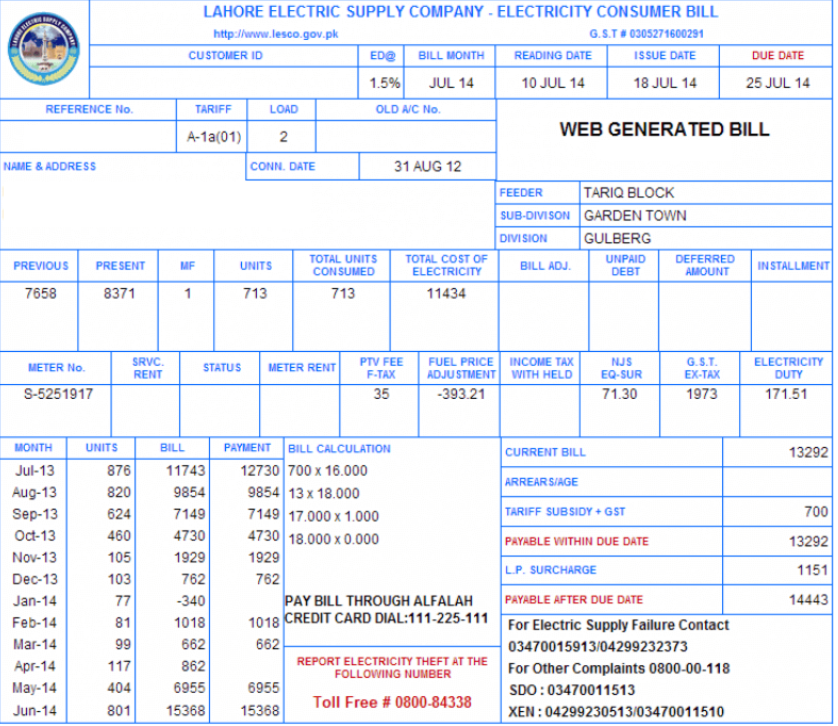 LAHORE ELECTRIC SUPPLY COMPANY - ELECTRICITY CONSUMER BILL
http://www.lesco.gov.pk G.S.T # 0305271600291
CUSTOMER ID ED@ BILL MONTH READING DATE ISSUE DATE DUE DATE
1.5% JUL 14 10 JUL 14 18 JUL 14 25 JUL 14
REFERENCE No. TARIFF LOAD OLD A/C No.
A-1a(01) 2
WEB GENERATED BILL
NAME & ADDRESS CONN. DATE 31 AUG 12
FEEDER TARIQ BLOCK
SUB-DIVISON GARDEN TOWN
DIVISION GULBERG
PREVIOUS PRESENT MF UNITS TOTAL UNITS CONSUMED TOTAL COST OF ELECTRICITY BILL ADJ. UNPAID DEBT DEFERRED AMOUNT INSTALLMENT
7658 8371 1 713 713 11434
METER No. SRVC. RENT STATUS METER RENT PTV FEE F-TAX FUEL PRICE ADJUSTMENT INCOME TAX WITH HELD NJS EQ-SUR G.S.T. EX-TAX ELECTRICITY DUTY
S-5251917 35 -393.21 71.30 1973 171.51
MONTH UNITS BILL PAYMENT
Jul-13 876 11743 12730
Aug-13 820 9854 9854
Sep-13 624 7149 7149
Oct-13 460 4730 4730
Nov-13 105 1929 1929
Dec-13 103 762 762
Jan-14 77 -340
Feb-14 81 1018 1018
Mar-14 99 662 662
Apr-14 117 862
May-14 404 6955 6955
Jun-14 801 15368 15368
BILL CALCULATION
700 x 16.000
13 x 18.000
17.000 x 1.000
18.000 x 0.000
PAY BILL THROUGH ALFALAH
CREDIT CARD DIAL:111-225-111
REPORT ELECTRICITY THEFT AT THE
FOLLOWING NUMBER
Toll Free # 0800-84338
CURRENT BILL 13292
ARREARS/AGE
TARIFF SUBSIDY + GST 700
PAYABLE WITHIN DUE DATE 13292
L.P. SURCHARGE 1151
PAYABLE AFTER DUE DATE 14443
For Electric Supply Failure Contact
03470015913/04299232373
For Other Complaints 0800-00-118
SDO : 03470011513
XEN : 04299230513/03470011510